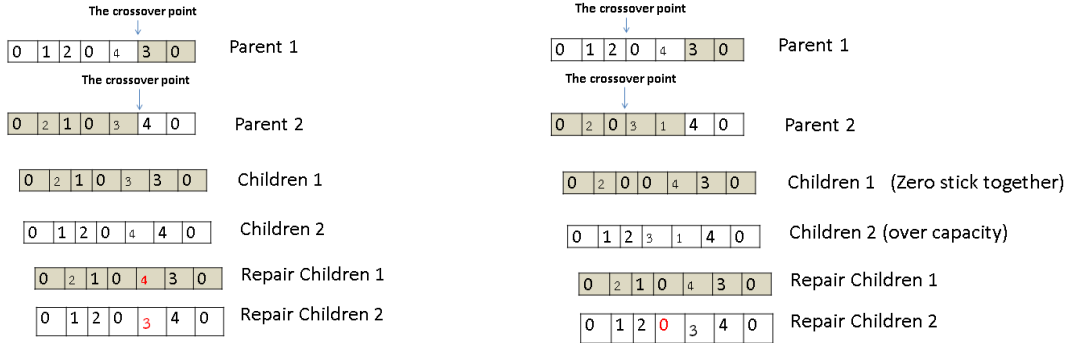 The crossover point
0 1 2 0 4 3 0 Parent 1
The crossover point
0 2 1 0 3 4 0 Parent 2
0 2 1 0 3 3 0 Children 1
0 1 2 0 4 4 0 Children 2
0 2 1 0 4 3 0 Repair Children 1
0 1 2 0 3 4 0 Repair Children 2
The crossover point
0 1 2 0 4 3 0 Parent 1
The crossover point
0 2 0 3 1 4 0 Parent 2
0 2 0 0 4 3 0 Children 1 (Zero stick together)
0 1 2 3 1 4 0 Children 2 (over capacity)
0 2 1 0 4 3 0 Repair Children 1
0 1 2 0 3 4 0 Repair Children 2